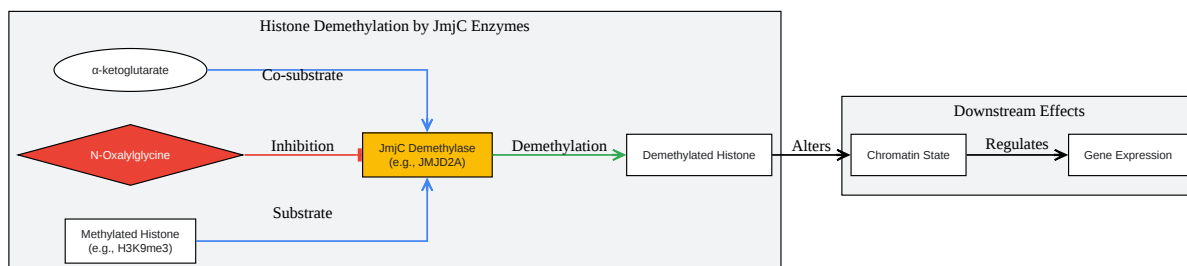 Histone Demethylation by JmjC Enzymes
α-ketoglutarate
Co-substrate
N-Oxalylglycine
Inhibition
JmjC Demethylase
(e.g., JMJD2A)
Demethylation
Demethylated Histone
Substrate
Methylated Histone
(e.g., H3K9me3)
Alters
Downstream Effects
Chromatin State
Regulates
Gene Expression